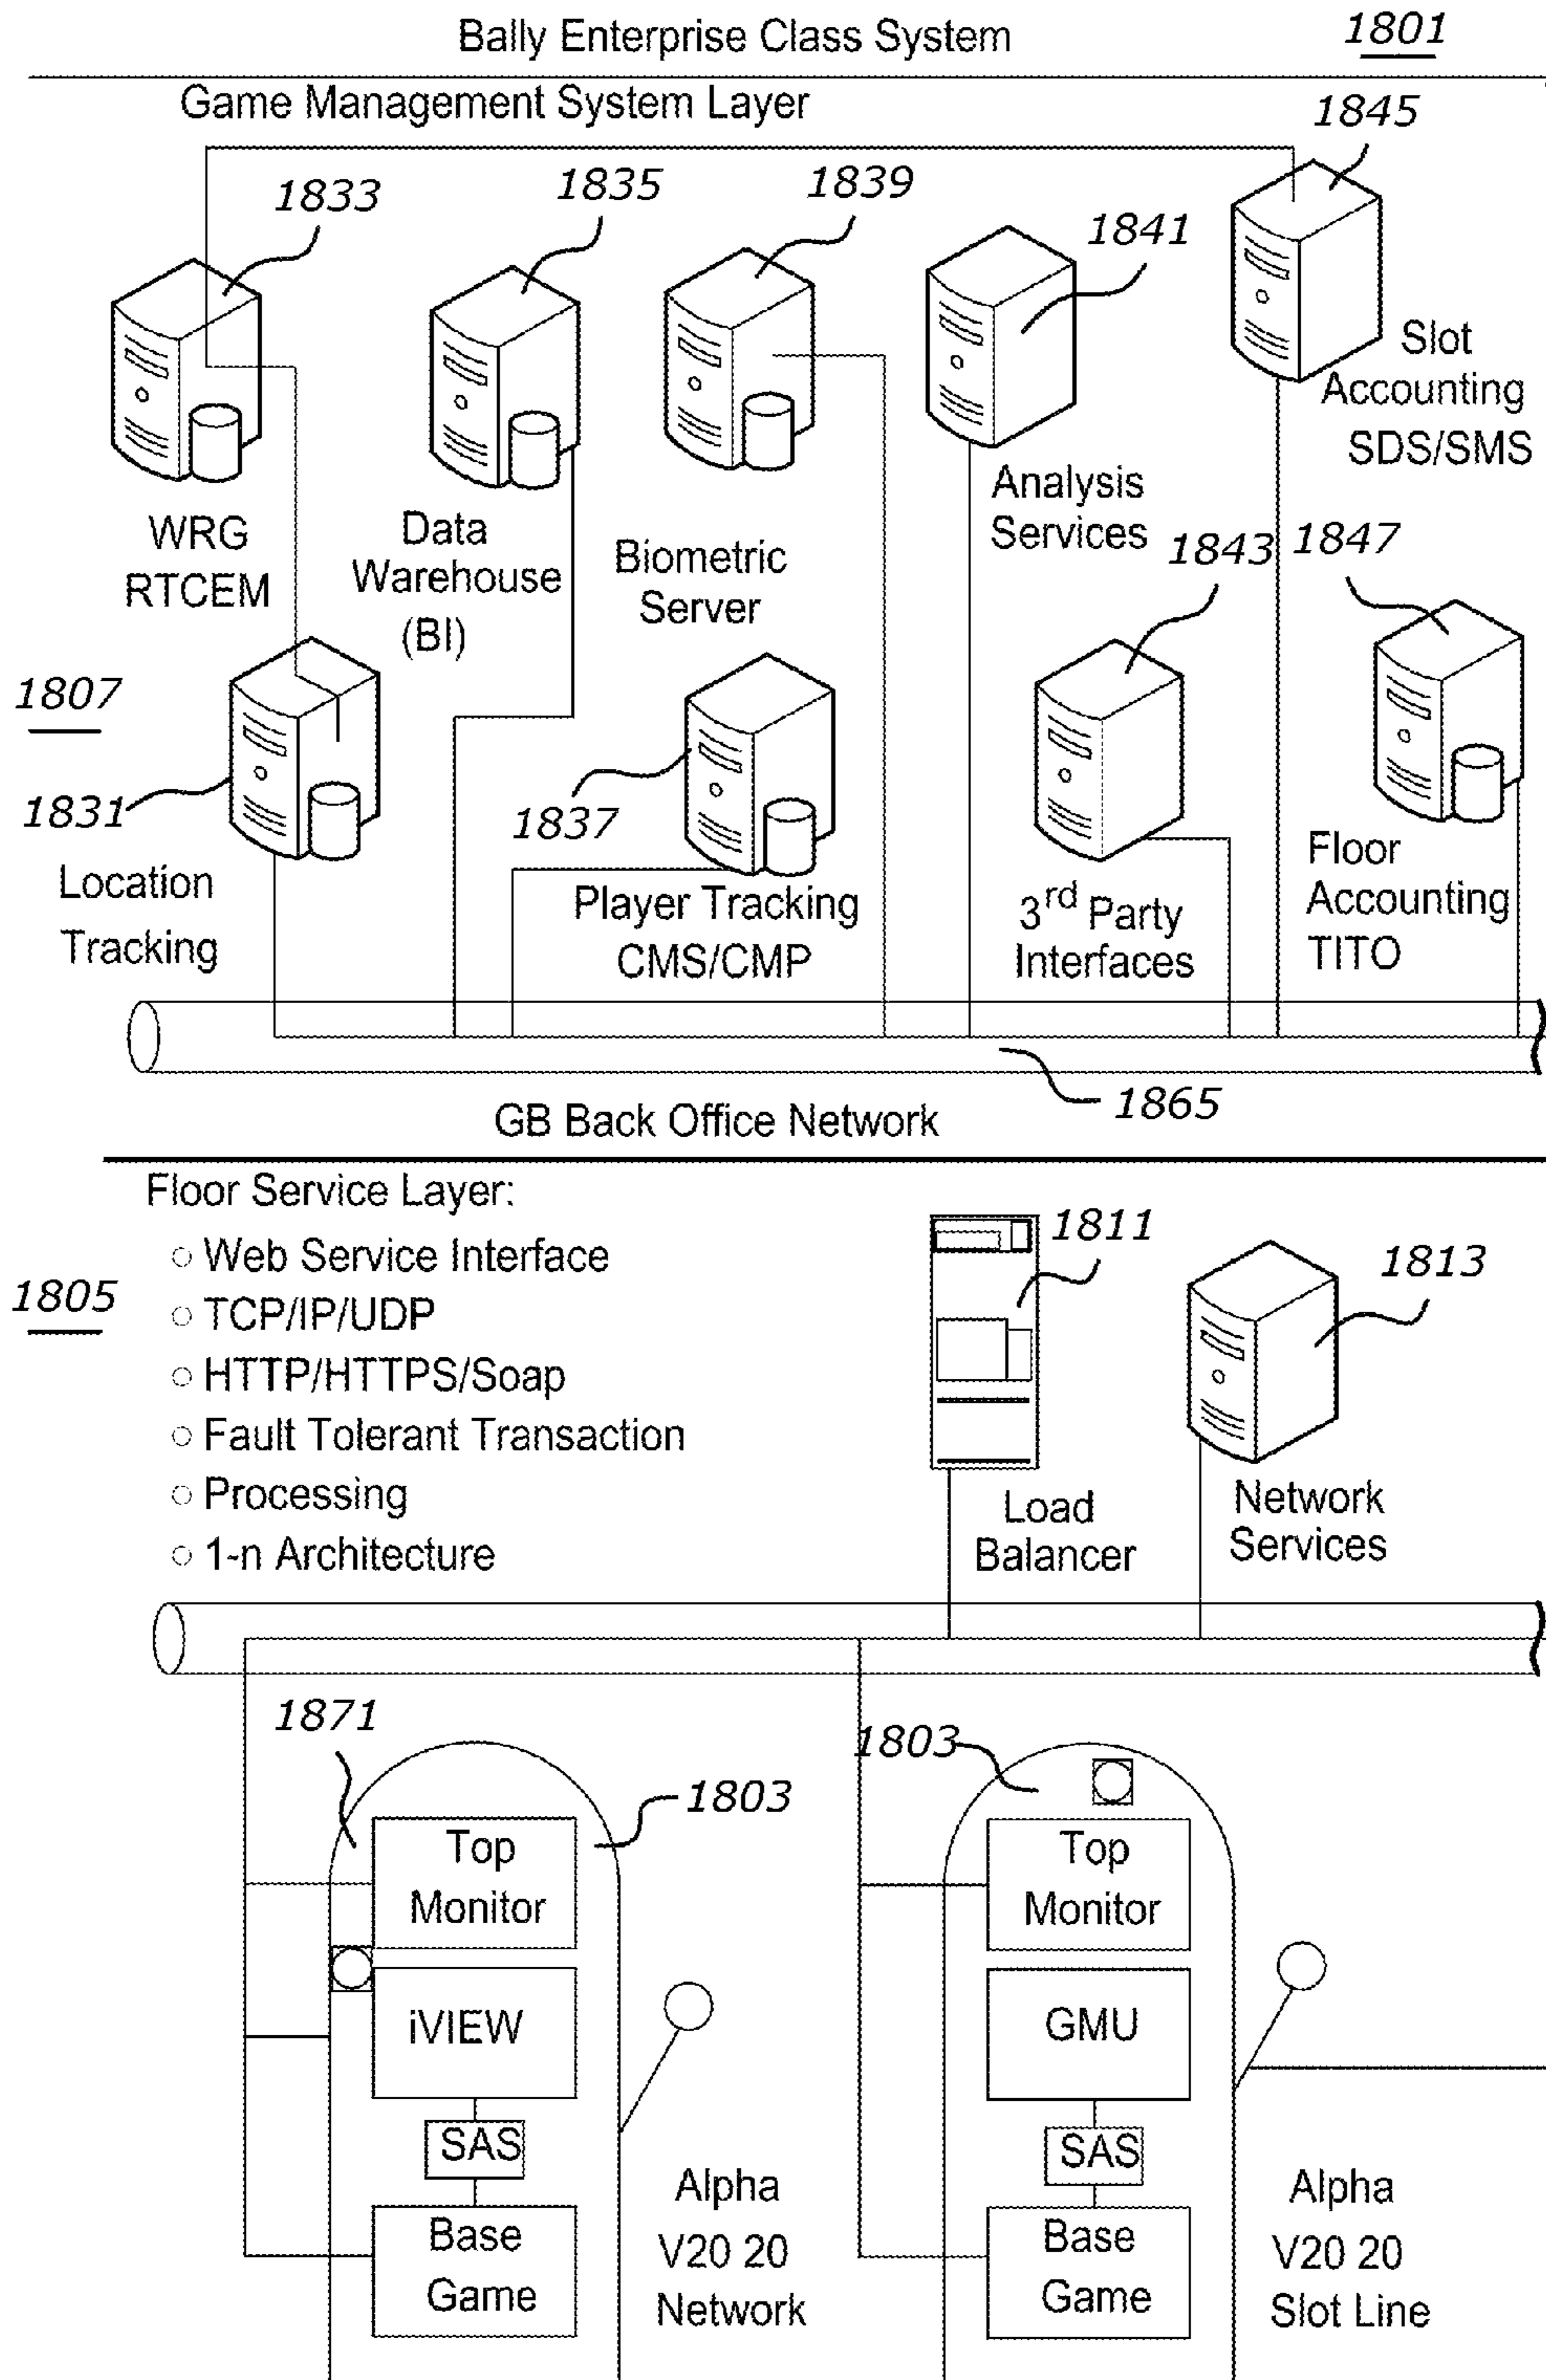 Bally Enterprise Class System
1801
Game Management System Layer
1845
1833
1835
1839
1841
Slot
Accounting
SDS/SMS
WRG
RTCEM
Data
Warehouse
(BI)
Biometric
Server
Analysis
Services
1843
1847
1807
1831
1837
Location
Tracking
Player Tracking
CMS/CMP
3rd Party
Interfaces
Floor
Accounting
TITO
1865
GB Back Office Network
Floor Service Layer:
○ Web Service Interface
○ TCP/IP/UDP
○ HTTP/HTTPS/Soap
○ Fault Tolerant Transaction
○ Processing
○ 1-n Architecture
1805
1811
1813
Load
Balancer
Network
Services
1871
1803
Top
Monitor
iVIEW
SAS
Base
Game
Alpha
V20 20
Network
1803
Top
Monitor
GMU
SAS
Base
Game
Alpha
V20 20
Slot Line